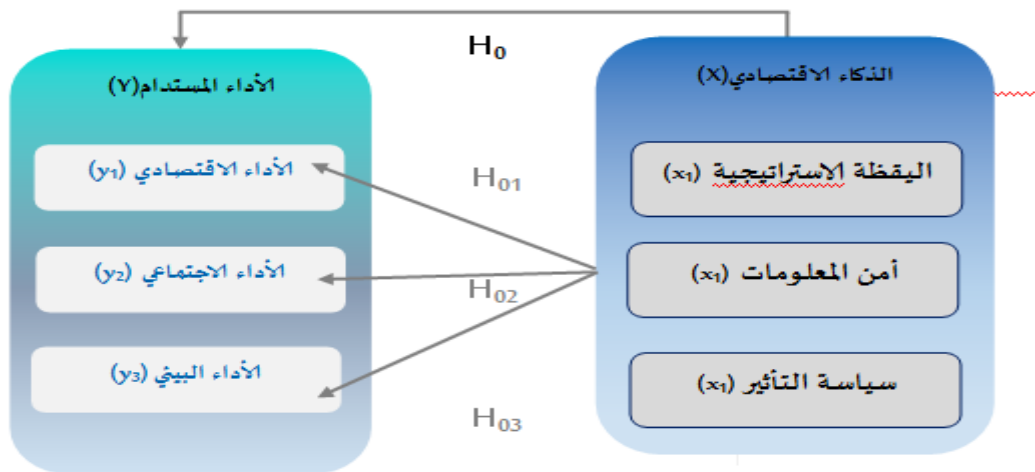 الذكاء الاقتصادي(X)
اليقظة الاستراتيجية (x₁)
أمن المعلومات (x₁)
سياسة التأثير (x₁)
H₀
H₀₁
H₀₂
H₀₃
الأداء المستدام(Y)
الأداء الاقتصادي (y₁)
الأداء الاجتماعي (y₂)
الأداء البيئي (y₃)